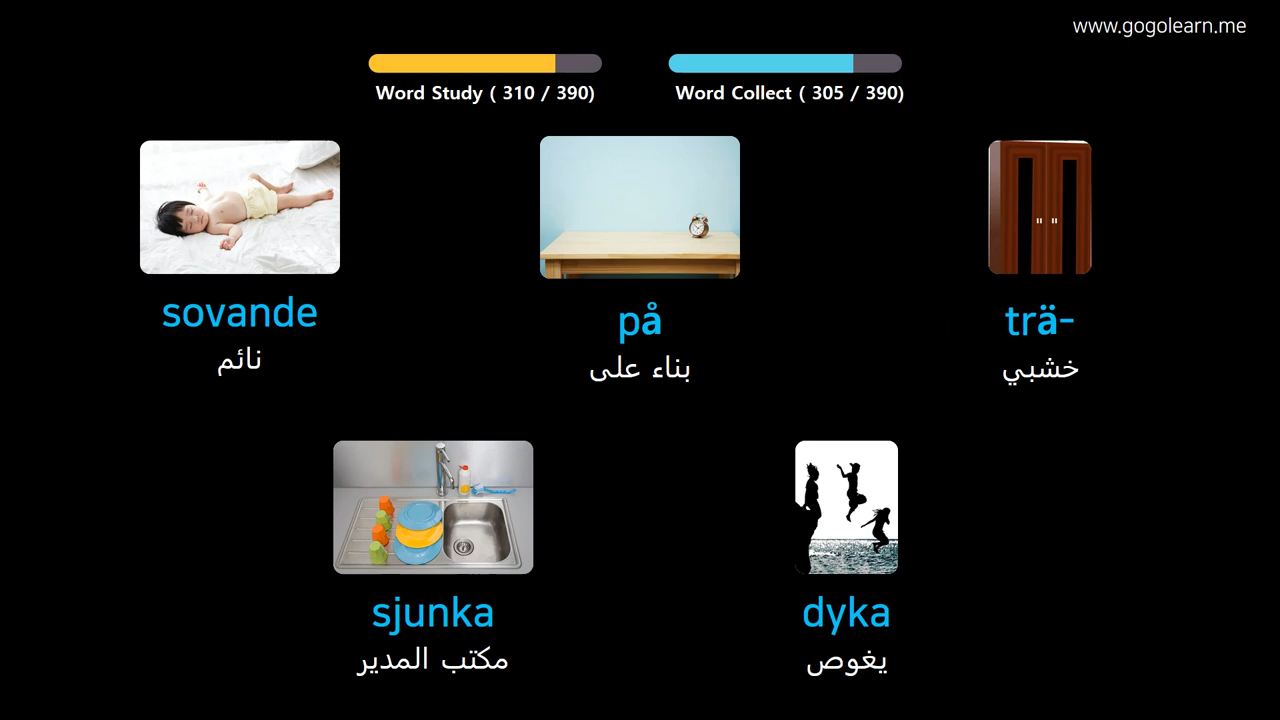 www.gogolearn.me
Word Study ( 310 / 390)
Word Collect ( 305 / 390)
sovande
نائم
på
بناء على
trä-
خشبي
sjunka
مكتب المدير
dyka
يغوص